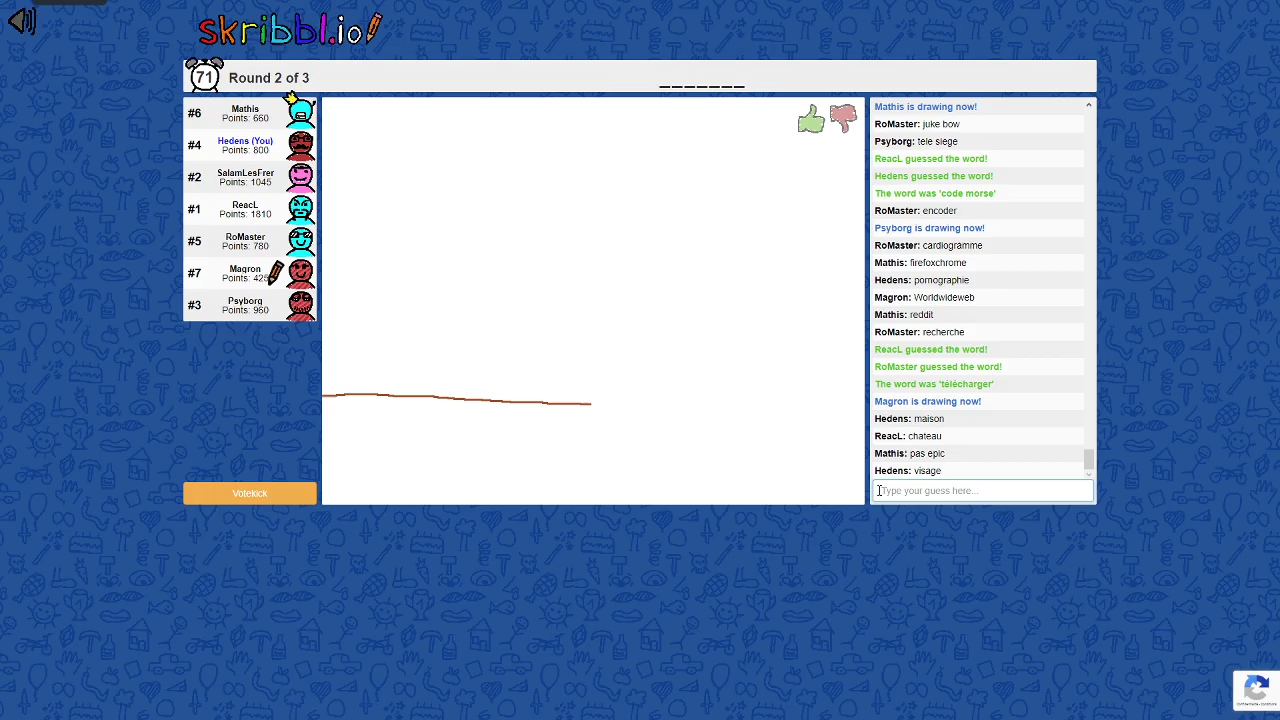 skribbl.io
71
Round 2 of 3
_ _ _ _ _ _ _
#6
Mathis
Points: 660
#4
Hedens (You)
Points: 800
#2
SalamLesFrer
Points: 1045
#1
ReacL
Points: 1810
#5
RoMaster
Points: 780
#7
Magron
Points: 425
#3
Psyborg
Points: 960
Votekick
Mathis is drawing now!
RoMaster: juke bow
Psyborg: tele siege
ReacL guessed the word!
Hedens guessed the word!
The word was 'code morse'
RoMaster: encoder
Psyborg is drawing now!
RoMaster: cardiogramme
Mathis: firefoxchrome
Hedens: pornographie
Magron: Worldwideweb
Mathis: reddit
RoMaster: recherche
ReacL guessed the word!
RoMaster guessed the word!
The word was 'télécharger'
Magron is drawing now!
Hedens: maison
ReacL: chateau
Mathis: pas epic
Hedens: visage
Type your guess here...